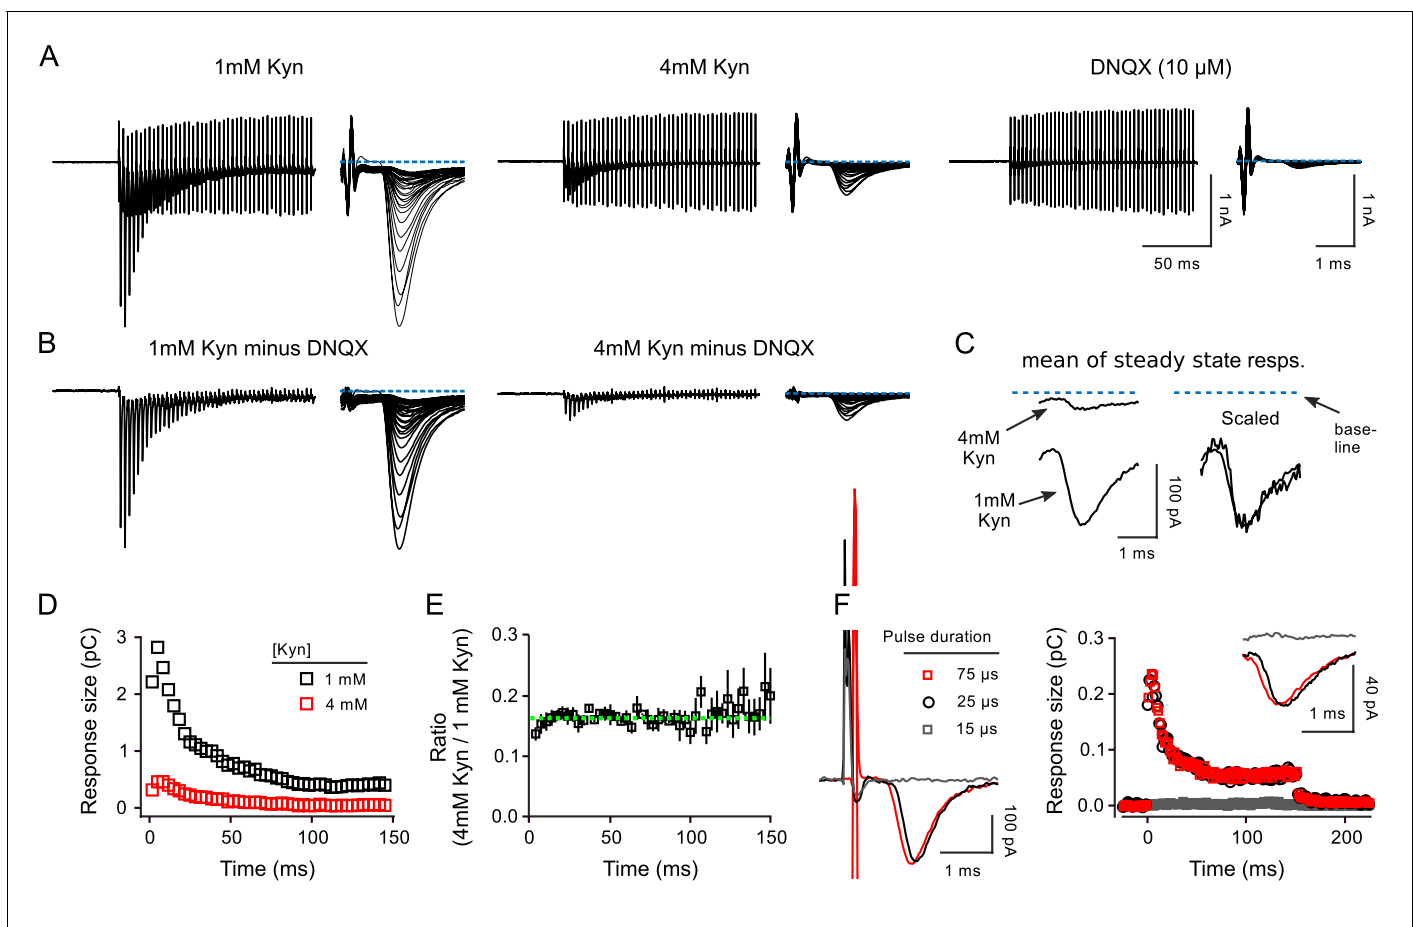 A
1mM Kyn
4mM Kyn
DNQX (10 µM)
1 nA
1 nA
50 ms
1 ms
B
1mM Kyn minus DNQX
4mM Kyn minus DNQX
C
mean of steady state resps.
4mM
Kyn
1mM
Kyn
Scaled
base-
line
100 pA
1 ms
D
Response size (pC)
3
2
1
0
[Kyn]
1 mM
4 mM
0
50
100
150
Time (ms)
E
Ratio
(4mM Kyn / 1 mM Kyn)
0.3
0.2
0.1
0.0
0
50
100
150
Time (ms)
F
Pulse duration
75 µs
25 µs
15 µs
100 pA
1 ms
Response size (pC)
0.3
0.2
0.1
0.0
40 pA
1 ms
0
100
200
Time (ms)